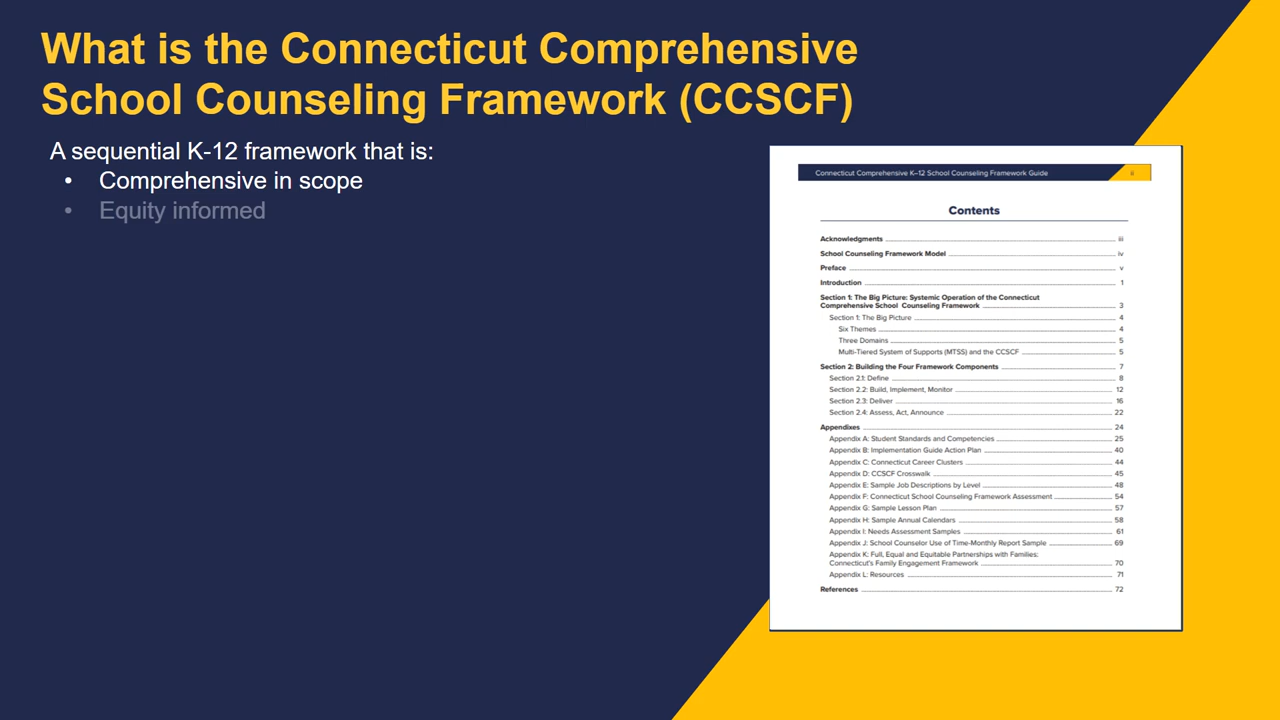 What is the Connecticut Comprehensive
School Counseling Framework (CCSCF)
A sequential K-12 framework that is:
• Comprehensive in scope
• Equity informed
Connecticut Comprehensive K–12 School Counseling Framework Guide ii
Contents
Acknowledgments iii
School Counseling Framework Model iv
Preface v
Introduction 1
Section 1: The Big Picture: Systemic Operation of the Connecticut
Comprehensive School Counseling Framework 3
Section 1: The Big Picture 4
Six Themes 4
Three Domains 5
Multi-Tiered System of Supports (MTSS) and the CCSCF 5
Section 2: Building the Four Framework Components 7
Section 2.1: Define 8
Section 2.2: Build, Implement, Monitor 12
Section 2.3: Deliver 16
Section 2.4: Assess, Act, Announce 22
Appendixes 24
Appendix A: Student Standards and Competencies 25
Appendix B: Implementation Guide Action Plan 40
Appendix C: Connecticut Career Clusters 44
Appendix D: CCSCF Crosswalk 45
Appendix E: Sample Job Descriptions by Level 48
Appendix F: Connecticut School Counseling Framework Assessment 54
Appendix G: Sample Lesson Plan 57
Appendix H: Sample Annual Calendars 58
Appendix I: Needs Assessment Samples 61
Appendix J: School Counselor Use of Time-Monthly Report Sample 69
Appendix K: Full, Equal and Equitable Partnerships with Families:
Connecticut's Family Engagement Framework 70
Appendix L: Resources 71
References 72